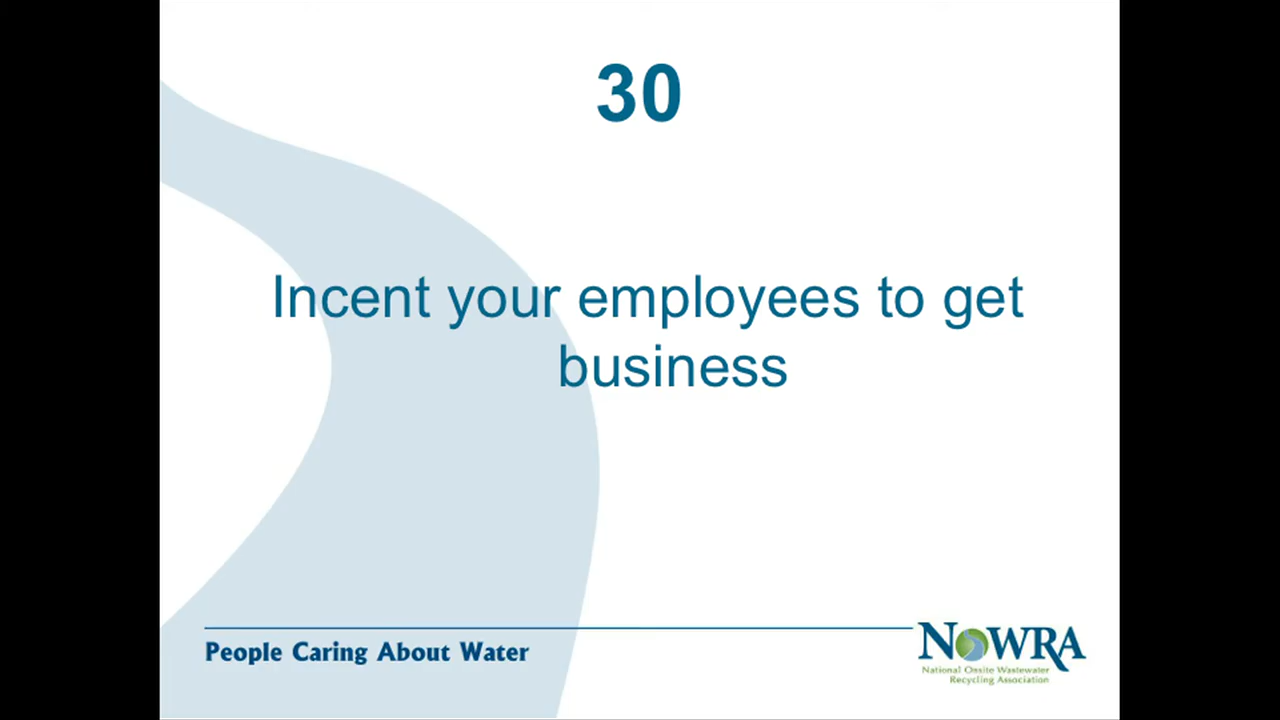 30
Incent your employees to get
business
People Caring About Water
NOWRA
National Onsite Wastewater
Recycling Association